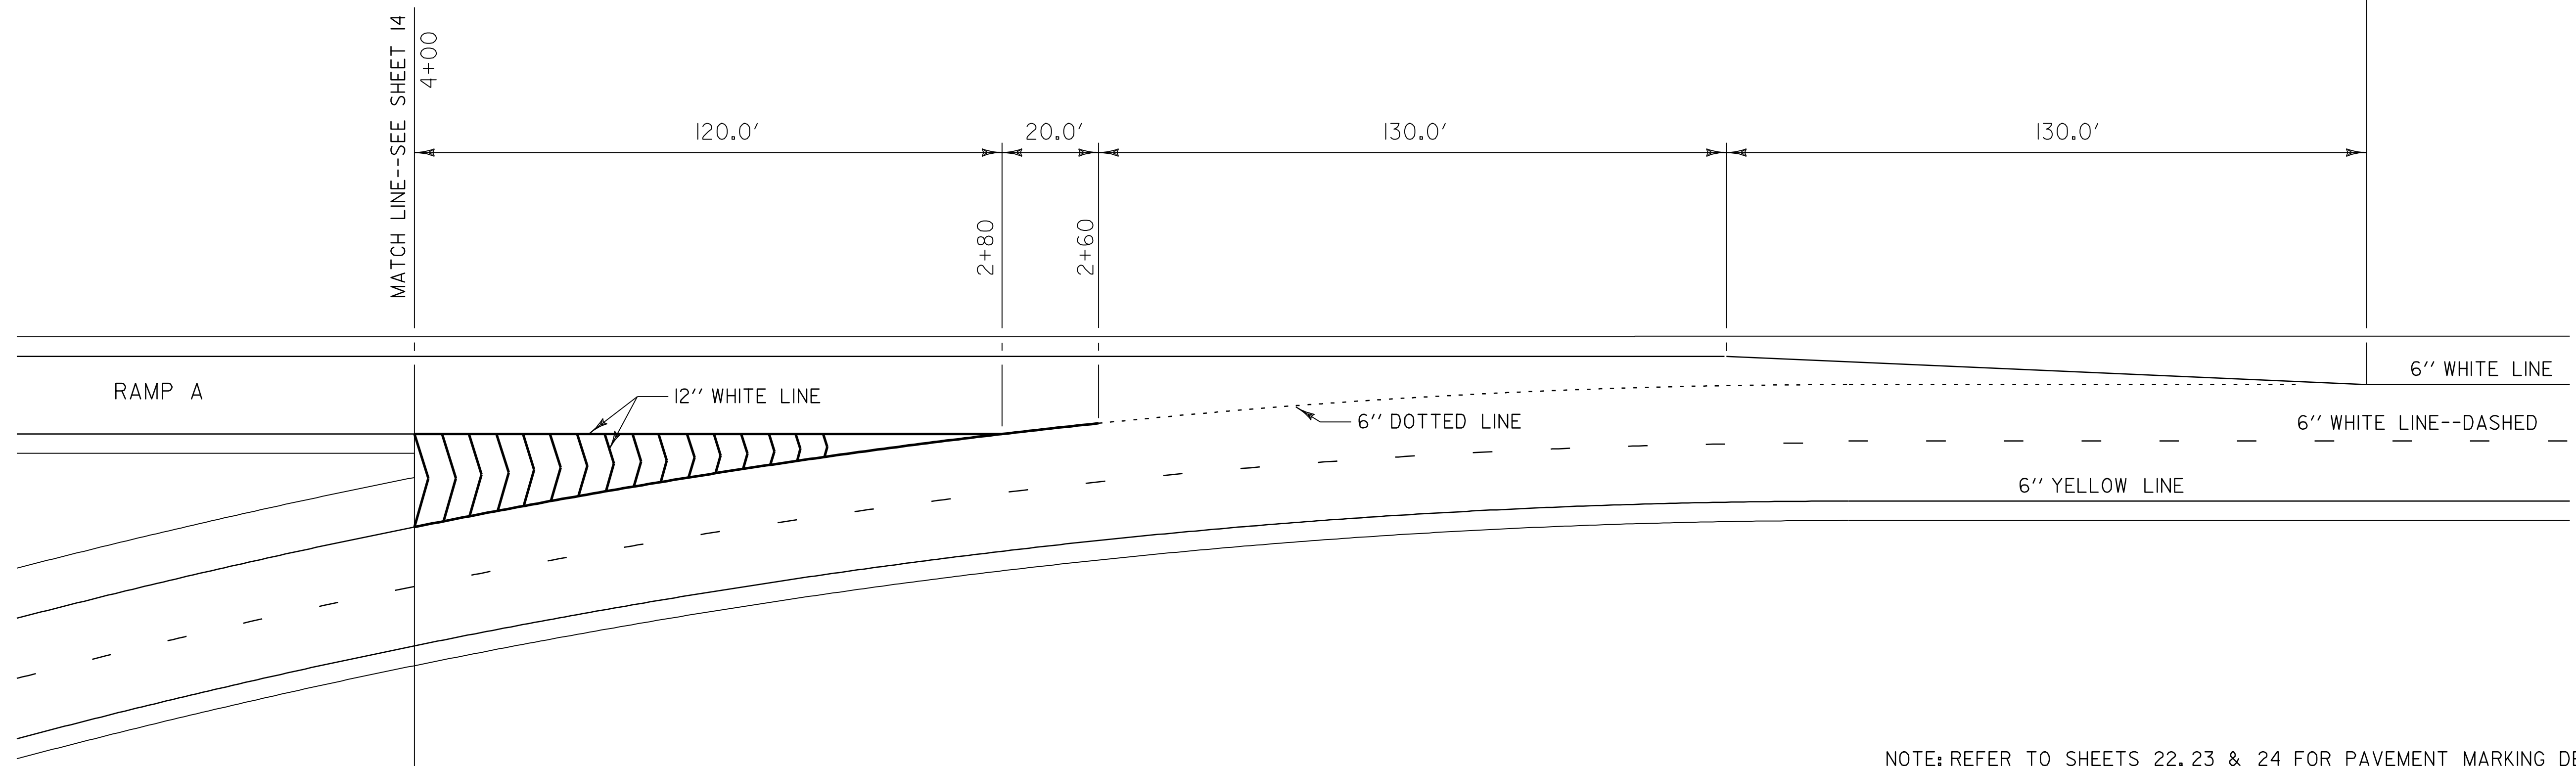 MATCH LINE--SEE SHEET 14
4+00
120.0'
20.0'
130.0'
130.0'
2+80
2+60
RAMP A
12" WHITE LINE
6" DOTTED LINE
6" WHITE LINE
6" WHITE LINE--DASHED
6" YELLOW LINE
NOTE: REFER TO SHEETS 22, 23 & 24 FOR PAVEMENT MARKING